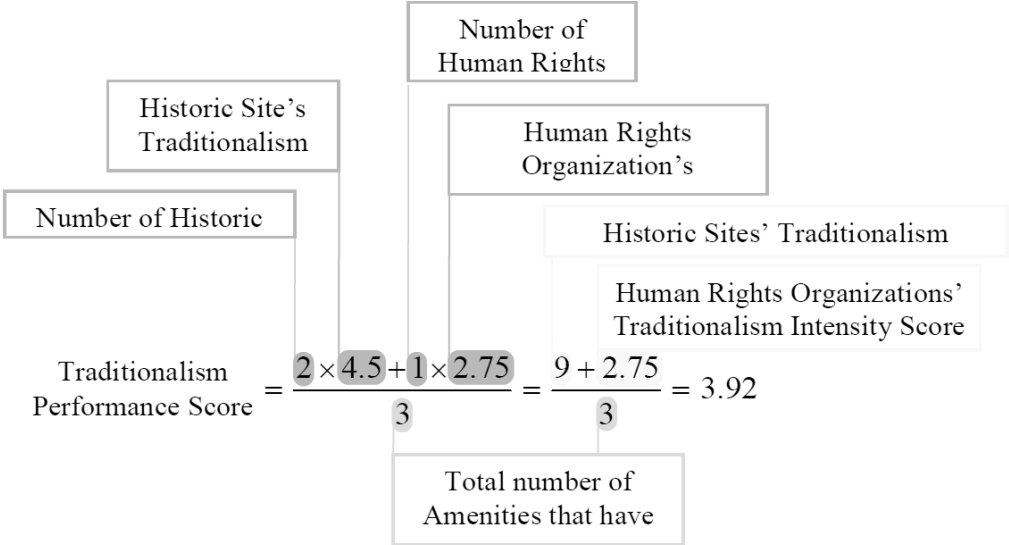 Number of
Human Rights
Historic Site’s
Traditionalism
Human Rights
Organization’s
Number of Historic
Historic Sites’ Traditionalism
Human Rights Organizations’
Traditionalism Intensity Score
Traditionalism
Performance Score
= 2 × 4.5 + 1 × 2.75 / 3 = 9 + 2.75 / 3 = 3.92
Total number of
Amenities that have